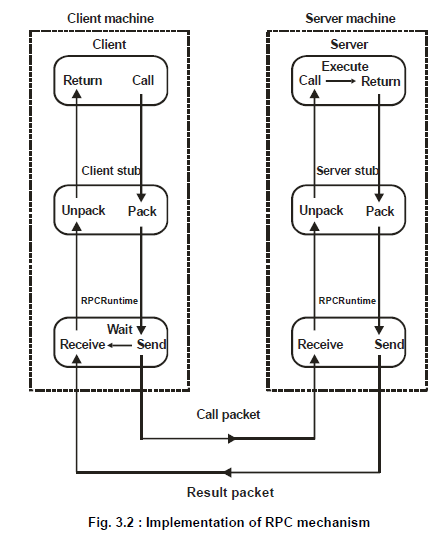 Client machine
Server machine
Client
Server
Return Call
Execute
Call Return
Client stub
Server stub
Unpack Pack
Unpack Pack
RPCRuntime
RPCRuntime
Wait
Receive Send
Receive Send
Call packet
Result packet
Fig. 3.2 : Implementation of RPC mechanism